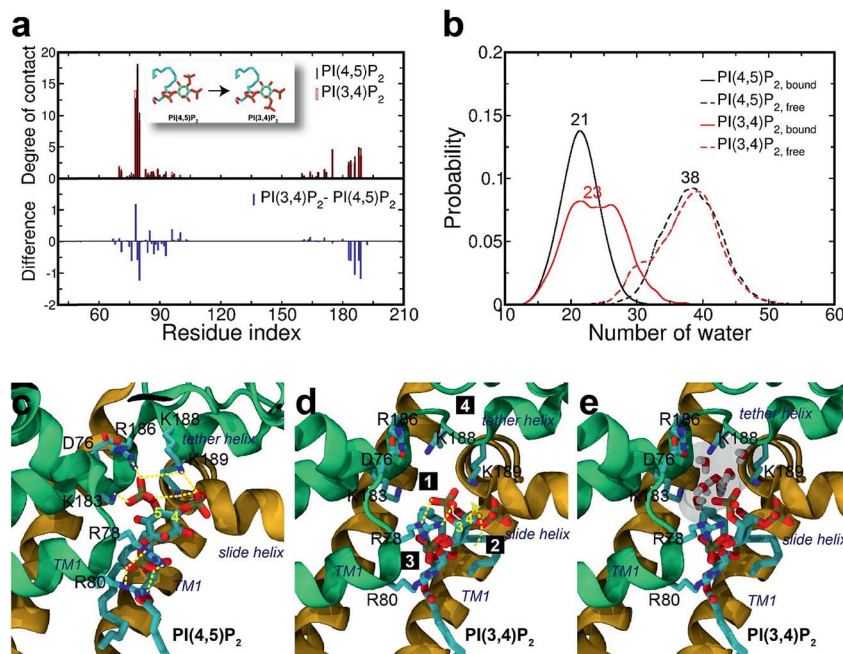 a
20
15
10
5
0
Degree of contact
PI(4,5)P2
PI(3,4)P2
PI(4,5)P2
PI(3,4)P2
2
1
0
-1
-2
Difference
PI(3,4)P2- PI(4,5)P2
60 90 120 150 180 210
Residue index
b
0.2
0.15
0.1
0.05
0
Probability
PI(4,5)P2, bound
PI(4,5)P2, free
PI(3,4)P2, bound
PI(3,4)P2, free
21
23
38
10 20 30 40 50 60
Number of water
c
R186
K188
D76
tether helix
K189
K183
5 4
R78
slide helix
TM1
TM1
R80
PI(4,5)P2
d
4
R186
K188
tether helix
D76
K189
1
K183
3 4
R78
slide helix
2
3
TM1
R80
TM1
PI(3,4)P2
e
R186
tether helix
K188
D76
K189
K183
R78
slide helix
TM1
R80
TM1
PI(3,4)P2